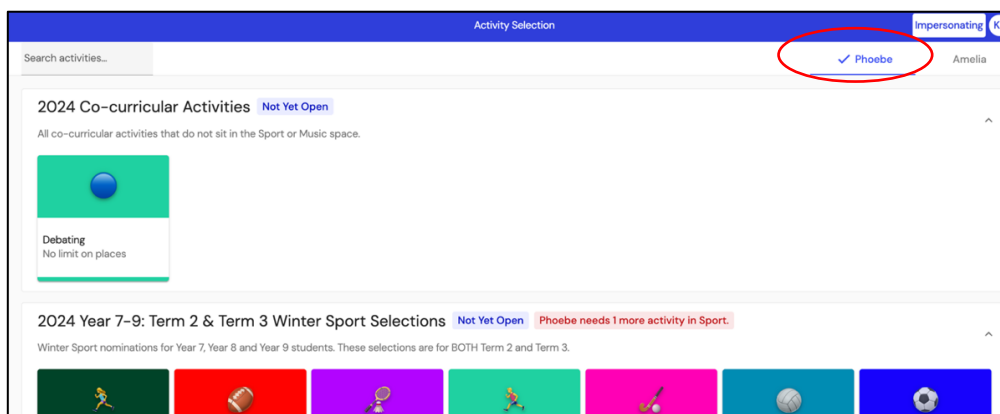 Activity Selection
Impersonating K
Search activities...
Phoebe
Amelia
2024 Co-curricular Activities Not Yet Open
All co-curricular activities that do not sit in the Sport or Music space.
Debating
No limit on places
2024 Year 7-9: Term 2 & Term 3 Winter Sport Selections Not Yet Open Phoebe needs 1 more activity in Sport.
Winter Sport nominations for Year 7, Year 8 and Year 9 students. These selections are for BOTH Term 2 and Term 3.